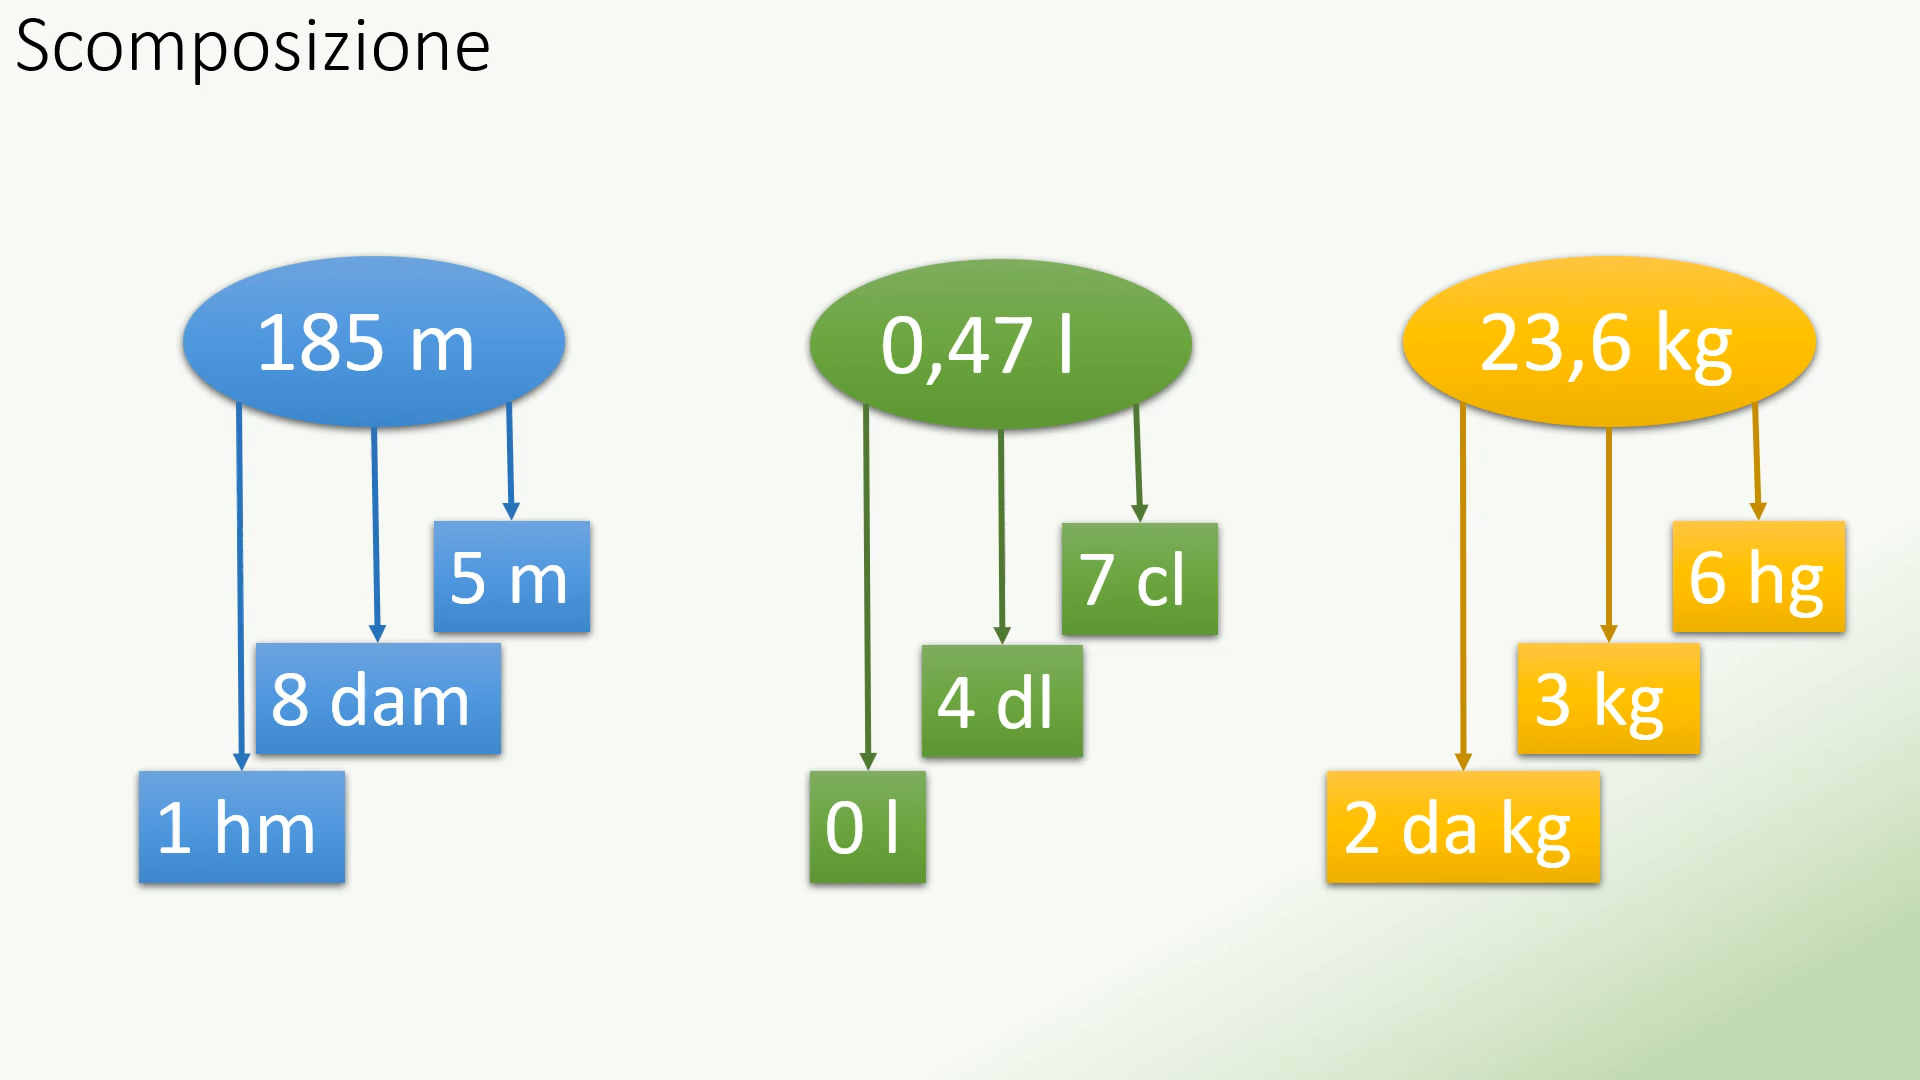 Scomposizione
185 m
5 m
8 dam
1 hm
0,47 l
7 cl
4 dl
0 l
23,6 kg
6 hg
3 kg
2 da kg